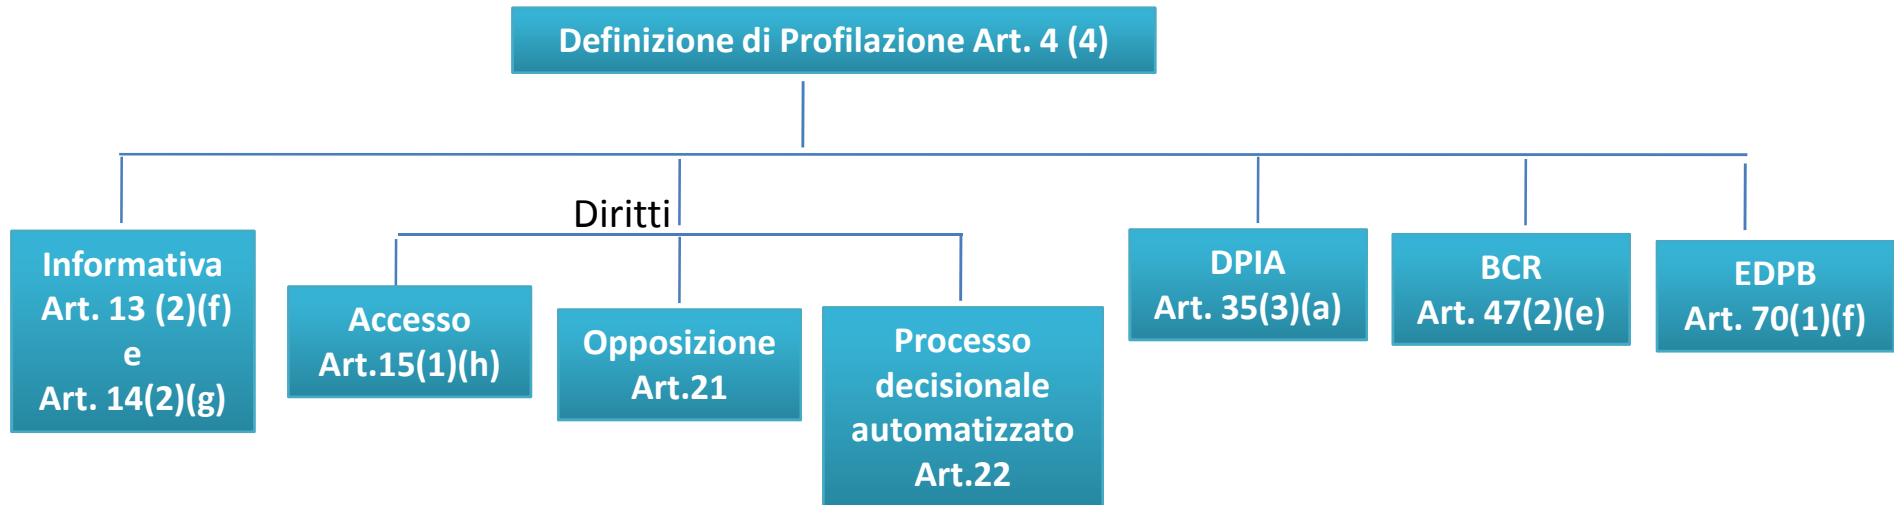 Definizione di Profilazione Art. 4 (4)
Diritti
Informativa
Art. 13 (2)(f)
e
Art. 14(2)(g)
Accesso
Art.15(1)(h)
Opposizione
Art.21
Processo
decisionale
automatizzato
Art.22
DPIA
Art. 35(3)(a)
BCR
Art. 47(2)(e)
EDPB
Art. 70(1)(f)